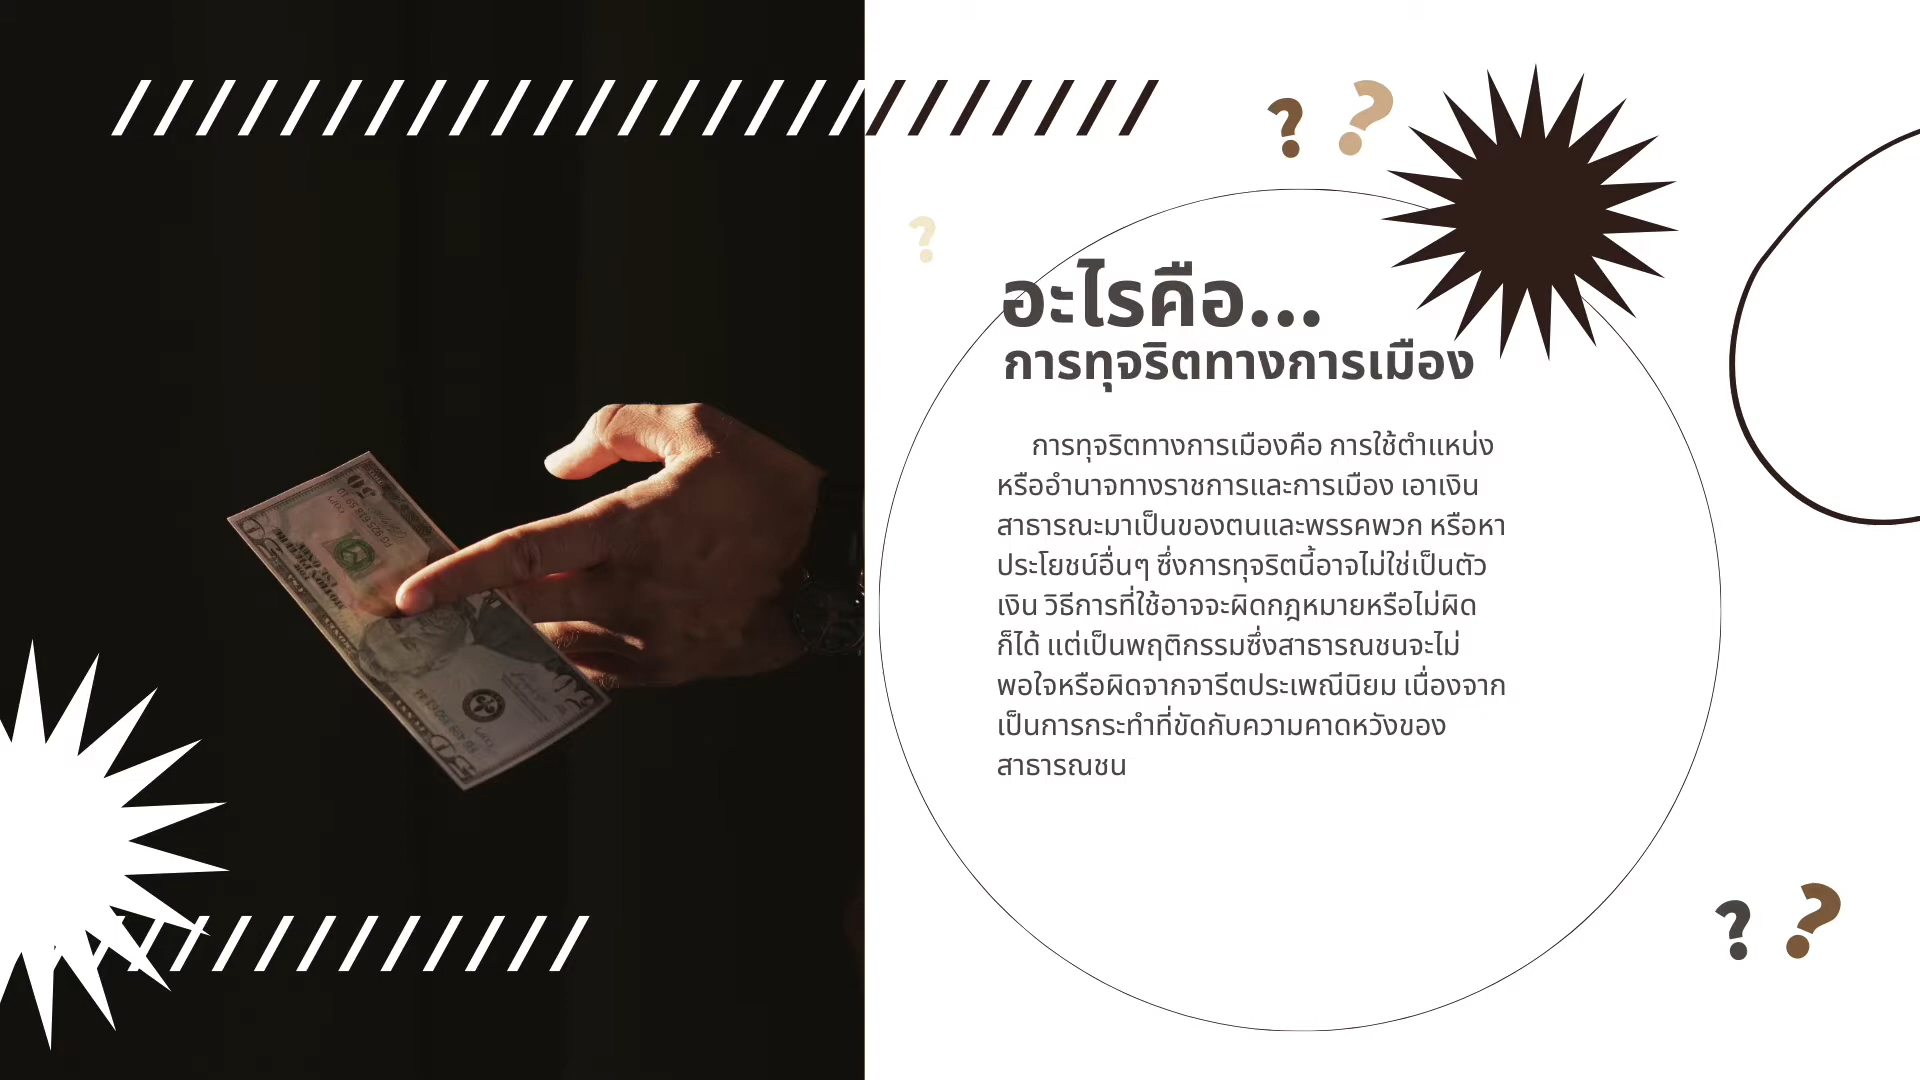 อะไรคือ...
การทุจริตทางการเมือง
การทุจริตทางการเมืองคือ การใช้ตำแหน่ง
หรืออำนาจทางราชการและการเมือง เอาเงิน
สาธารณะมาเป็นของตนและพรรคพวก หรือหา
ประโยชน์อื่นๆ ซึ่งการทุจริตนี้อาจไม่ใช่เป็นตัว
เงิน วิธีการที่ใช้อาจจะผิดกฎหมายหรือไม่ผิด
ก็ได้ แต่เป็นพฤติกรรมซึ่งสาธารณชนจะไม่
พอใจหรือผิดจากจารีตประเพณีนิยม เนื่องจาก
เป็นการกระทำที่ขัดกับความคาดหวังของ
สาธารณชน
? ? ?
? ?
50
COPY